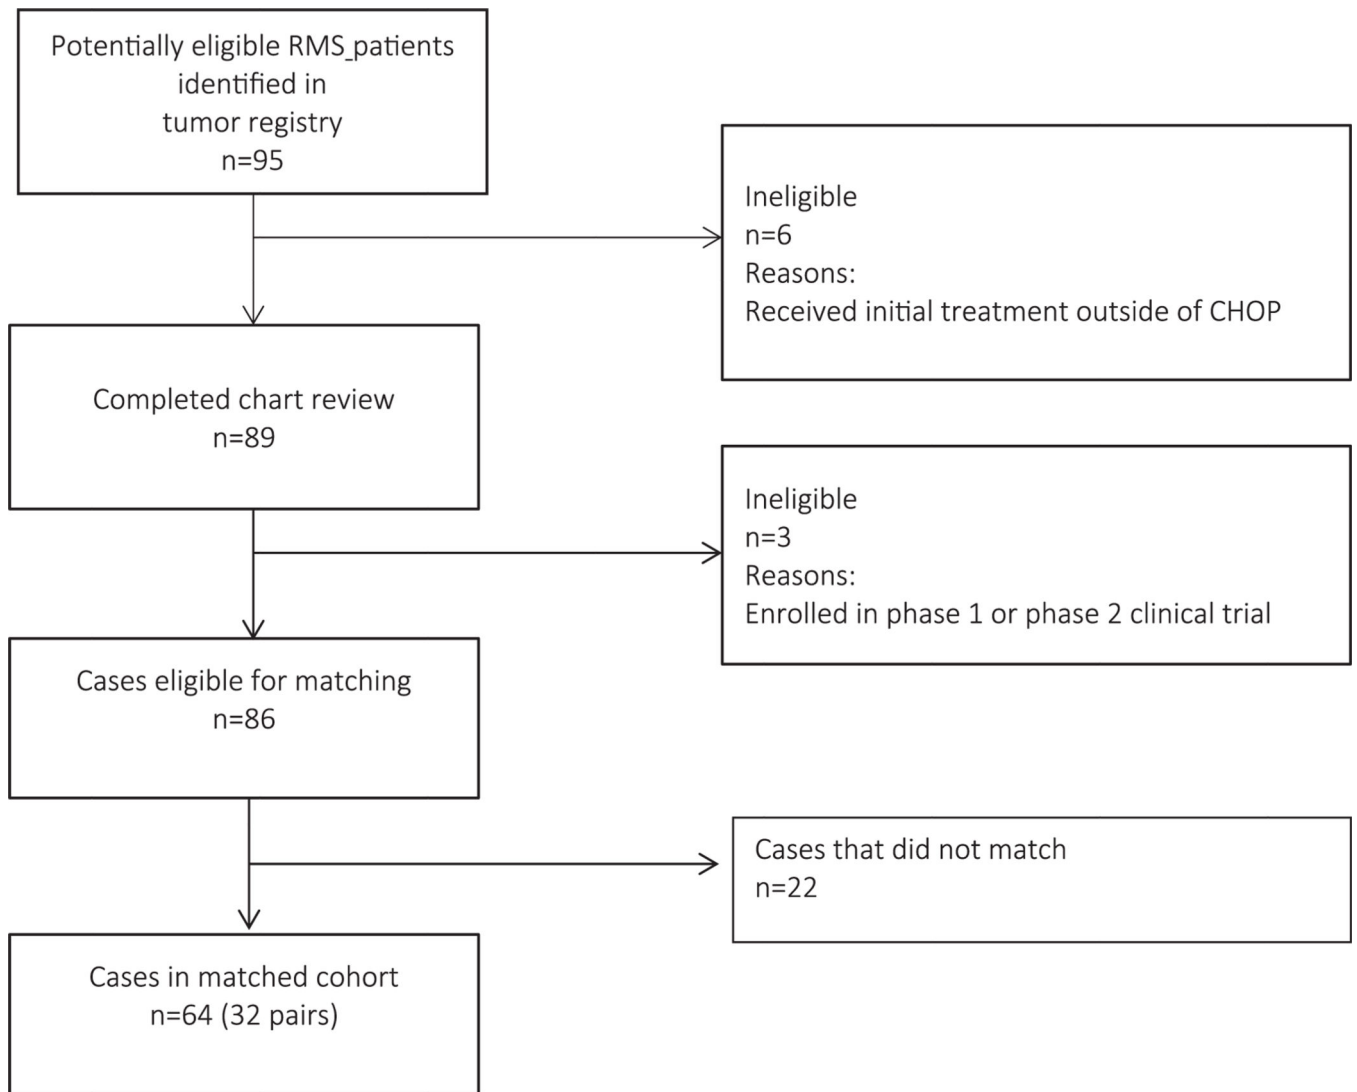 Potentially eligible RMS_patients
identified in
tumor registry
n=95
Ineligible
n=6
Reasons:
Received initial treatment outside of CHOP
Completed chart review
n=89
Ineligible
n=3
Reasons:
Enrolled in phase 1 or phase 2 clinical trial
Cases eligible for matching
n=86
Cases that did not match
n=22
Cases in matched cohort
n=64 (32 pairs)